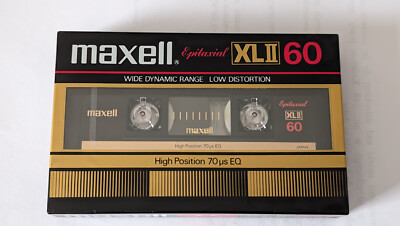 maxell Epitaxial XLII 60
WIDE DYNAMIC RANGE LOW DISTORTION
Epitaxial
XLII
maxell 60
High Position 70µs EQ
JAPAN
High Position 70µs EQ